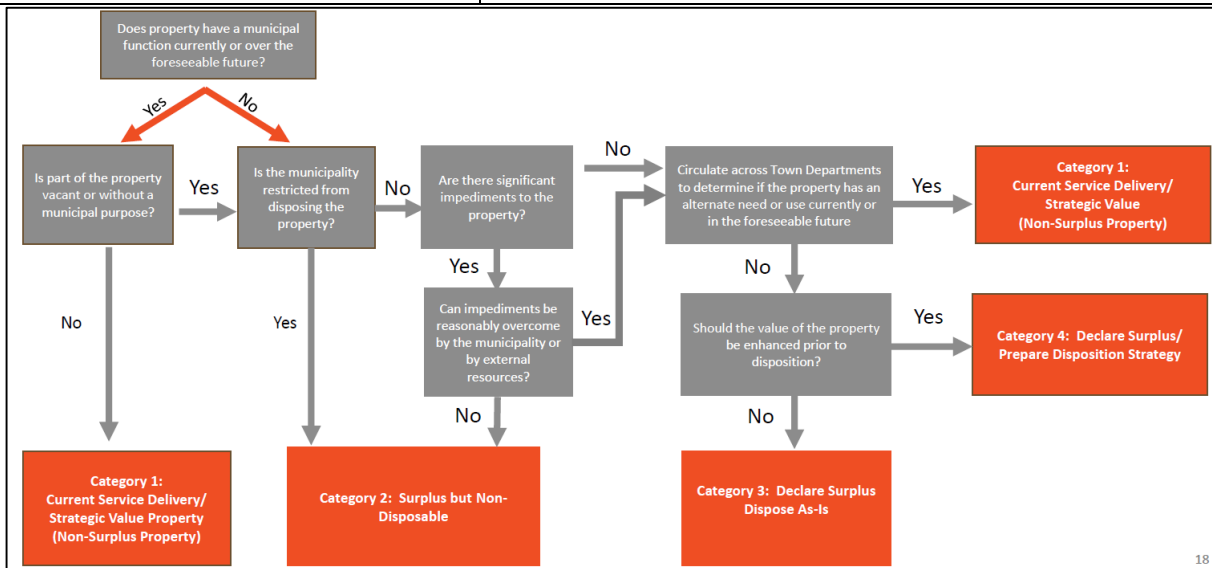 Does property have a municipal
function currently or over the
foreseeable future?
Yes
No
Is part of the property
vacant or without a
municipal purpose?
Yes
Is the municipality
restricted from
disposing the
property?
No
Are there significant
impediments to the
property?
No
Circulate across Town Departments
to determine if the property has an
alternate need or use currently or
in the foreseeable future
Yes
Category 1:
Current Service Delivery/
Strategic Value
(Non-Surplus Property)
Yes
No
No
Yes
Can impediments be
reasonably overcome
by the municipality or
by external
resources?
Yes
Should the value of the property
be enhanced prior to
disposition?
Yes
Category 4: Declare Surplus/
Prepare Disposition Strategy
No
No
Category 1:
Current Service Delivery/
Strategic Value Property
(Non-Surplus Property)
Category 2: Surplus but Non-
Disposable
Category 3: Declare Surplus
Dispose As-Is
18